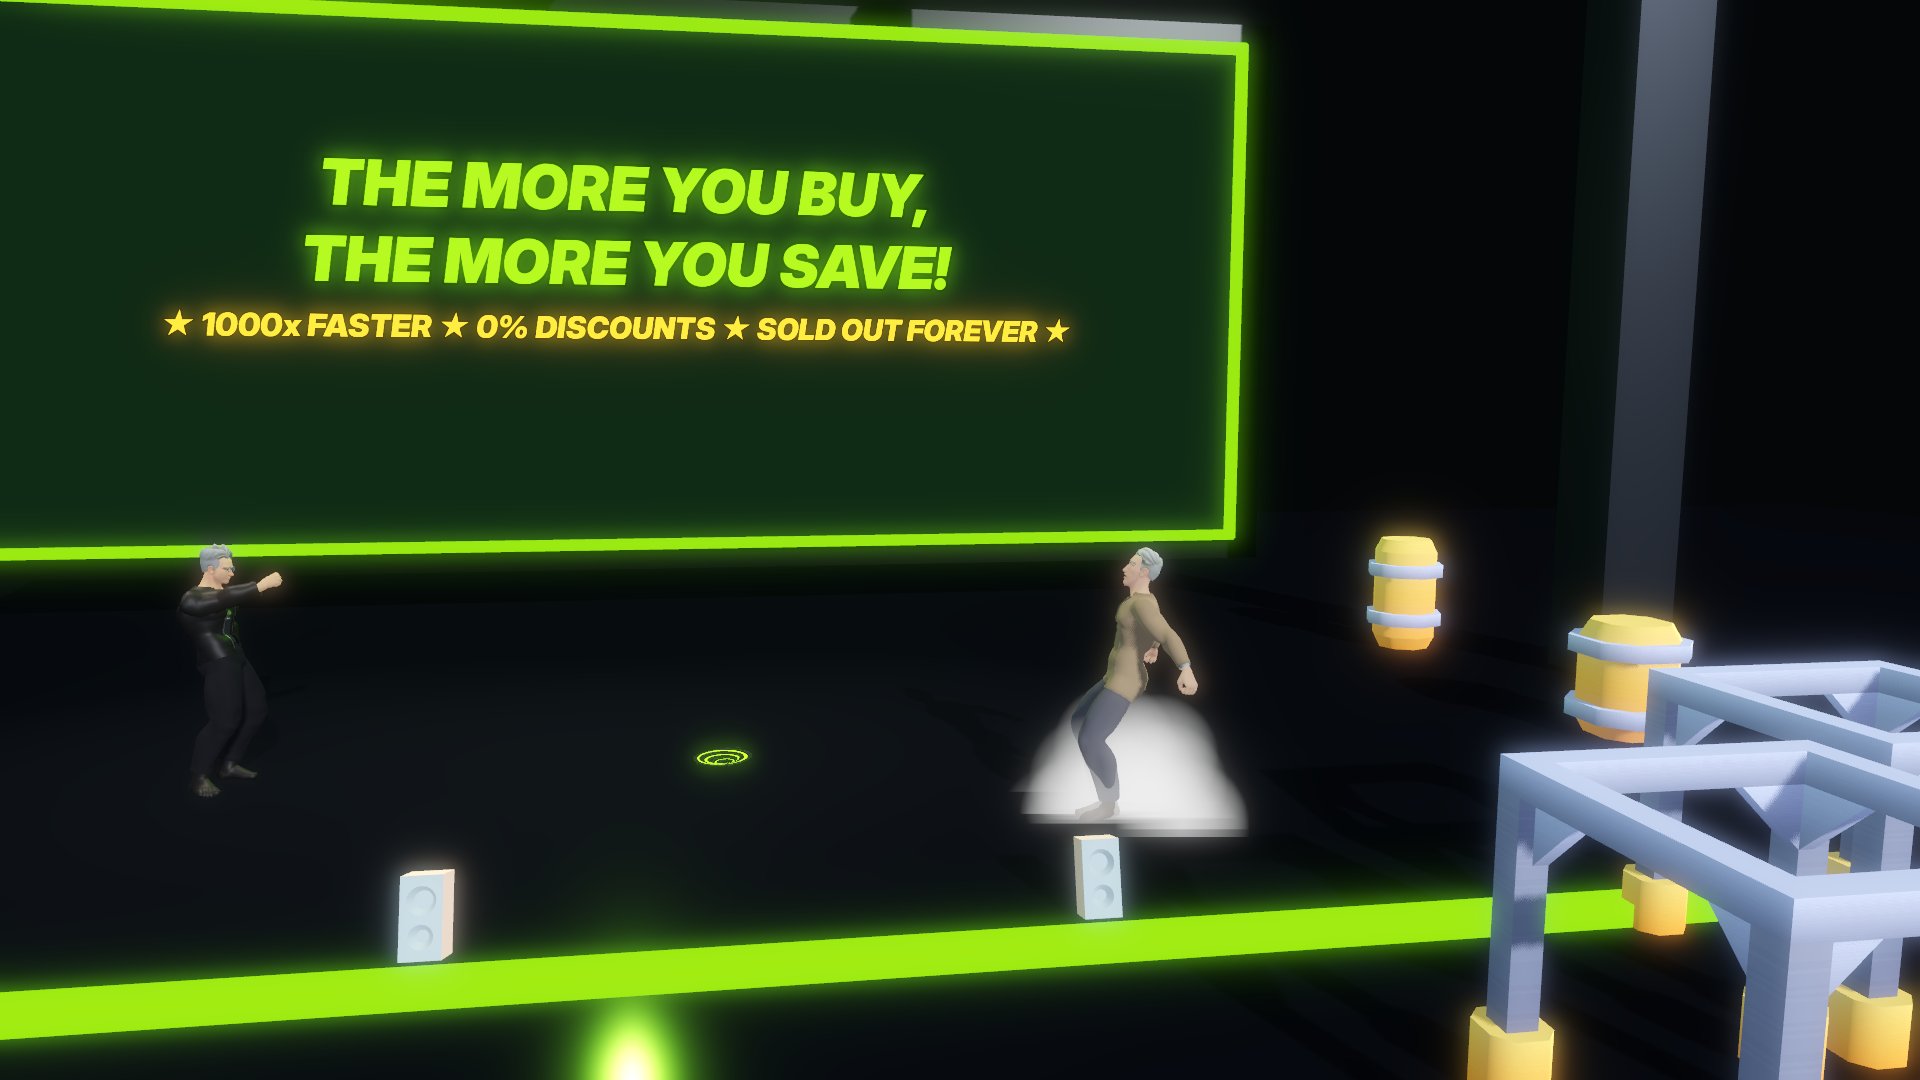 THE MORE YOU BUY,
THE MORE YOU SAVE!
★ 1000x FASTER ★ 0% DISCOUNTS ★ SOLD OUT FOREVER ★